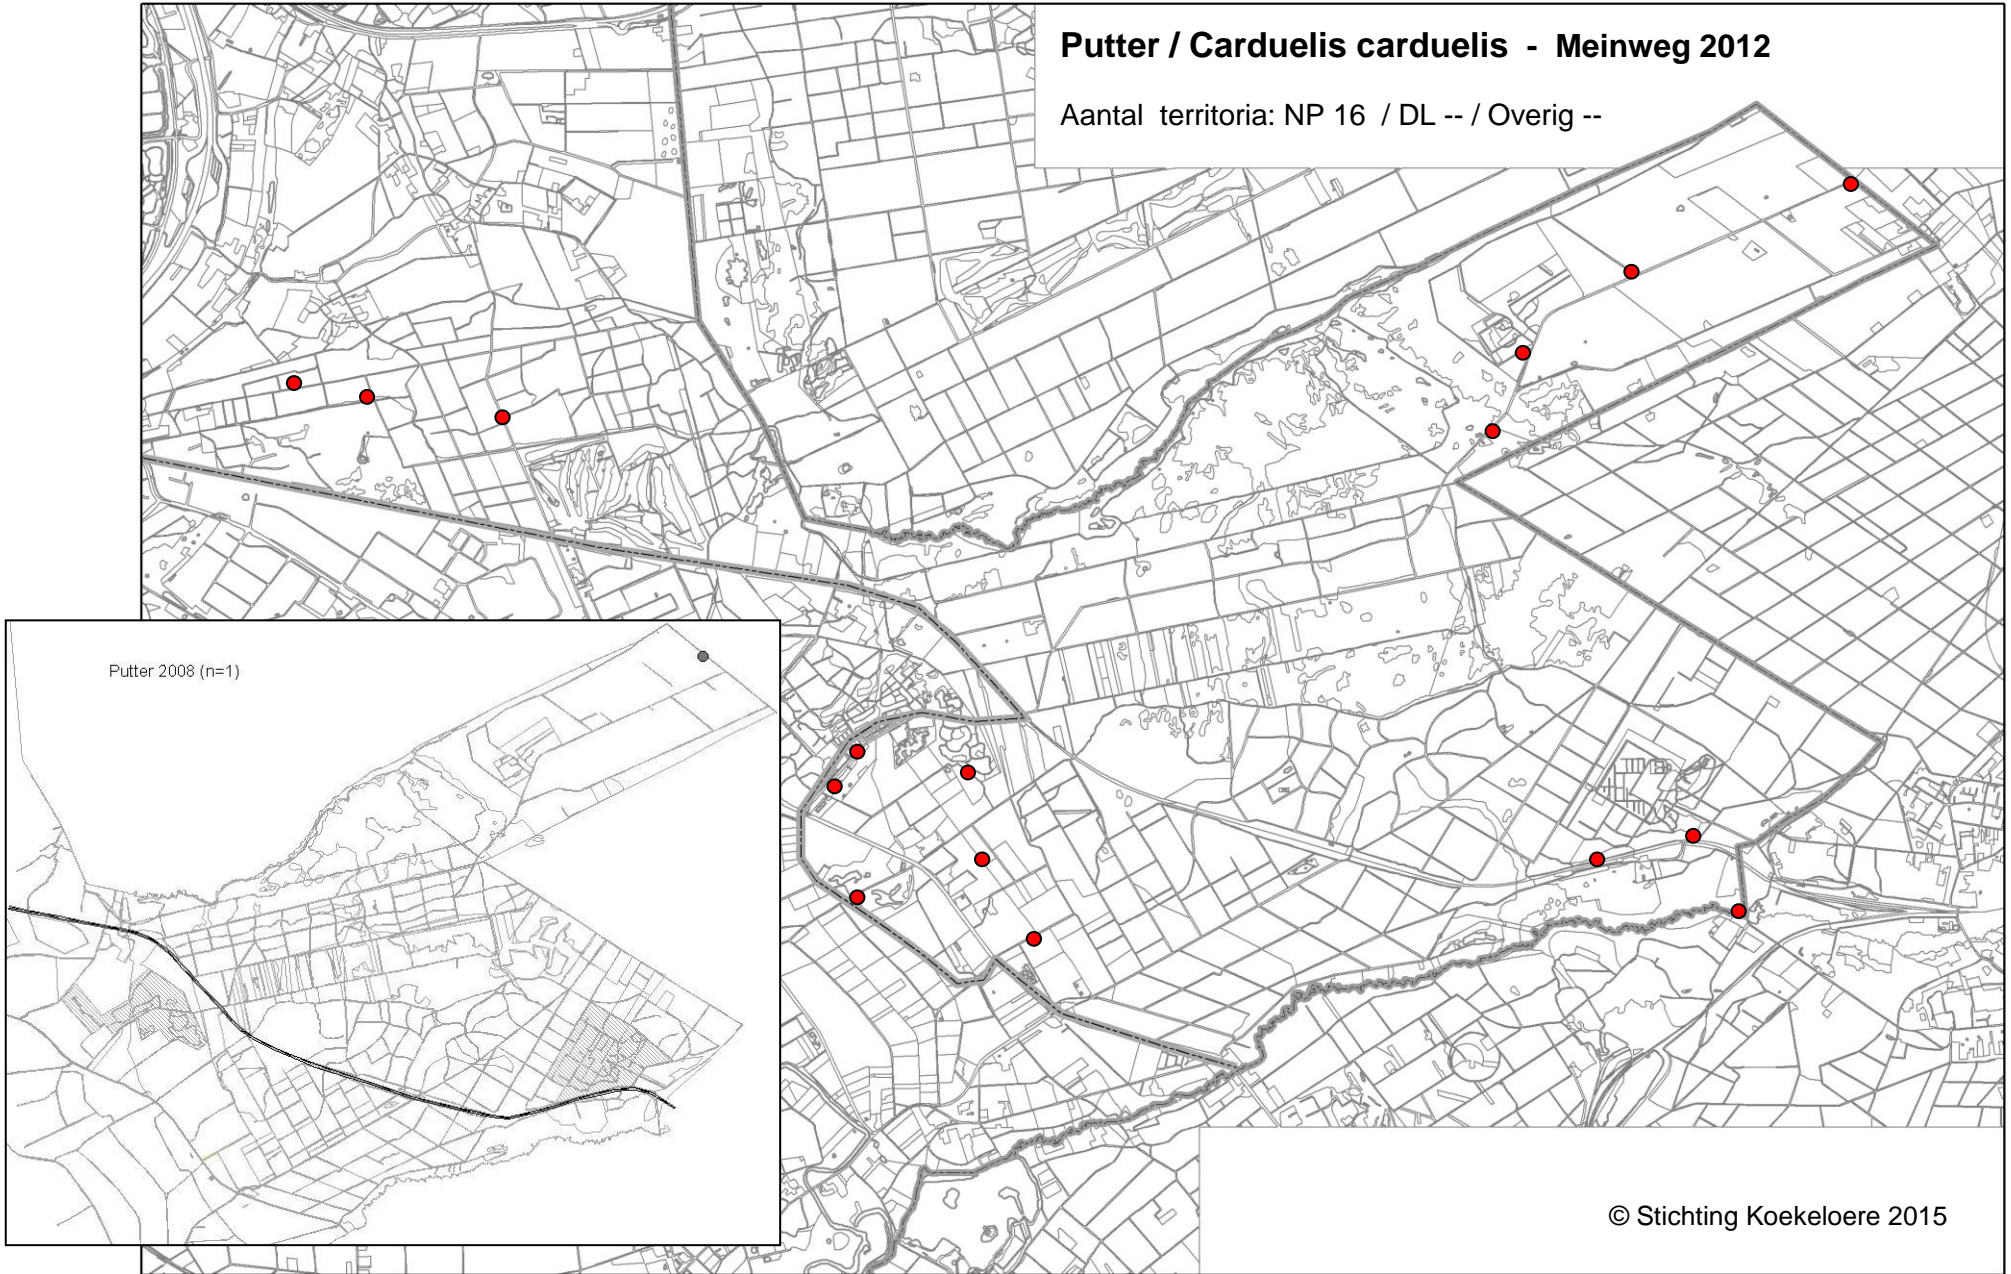 Putter / Carduelis carduelis - Meinweg 2012
Aantal territoria: NP 16 / DL -- / Overig --
Putter 2008 (n=1)
© Stichting Koekeloere 2015